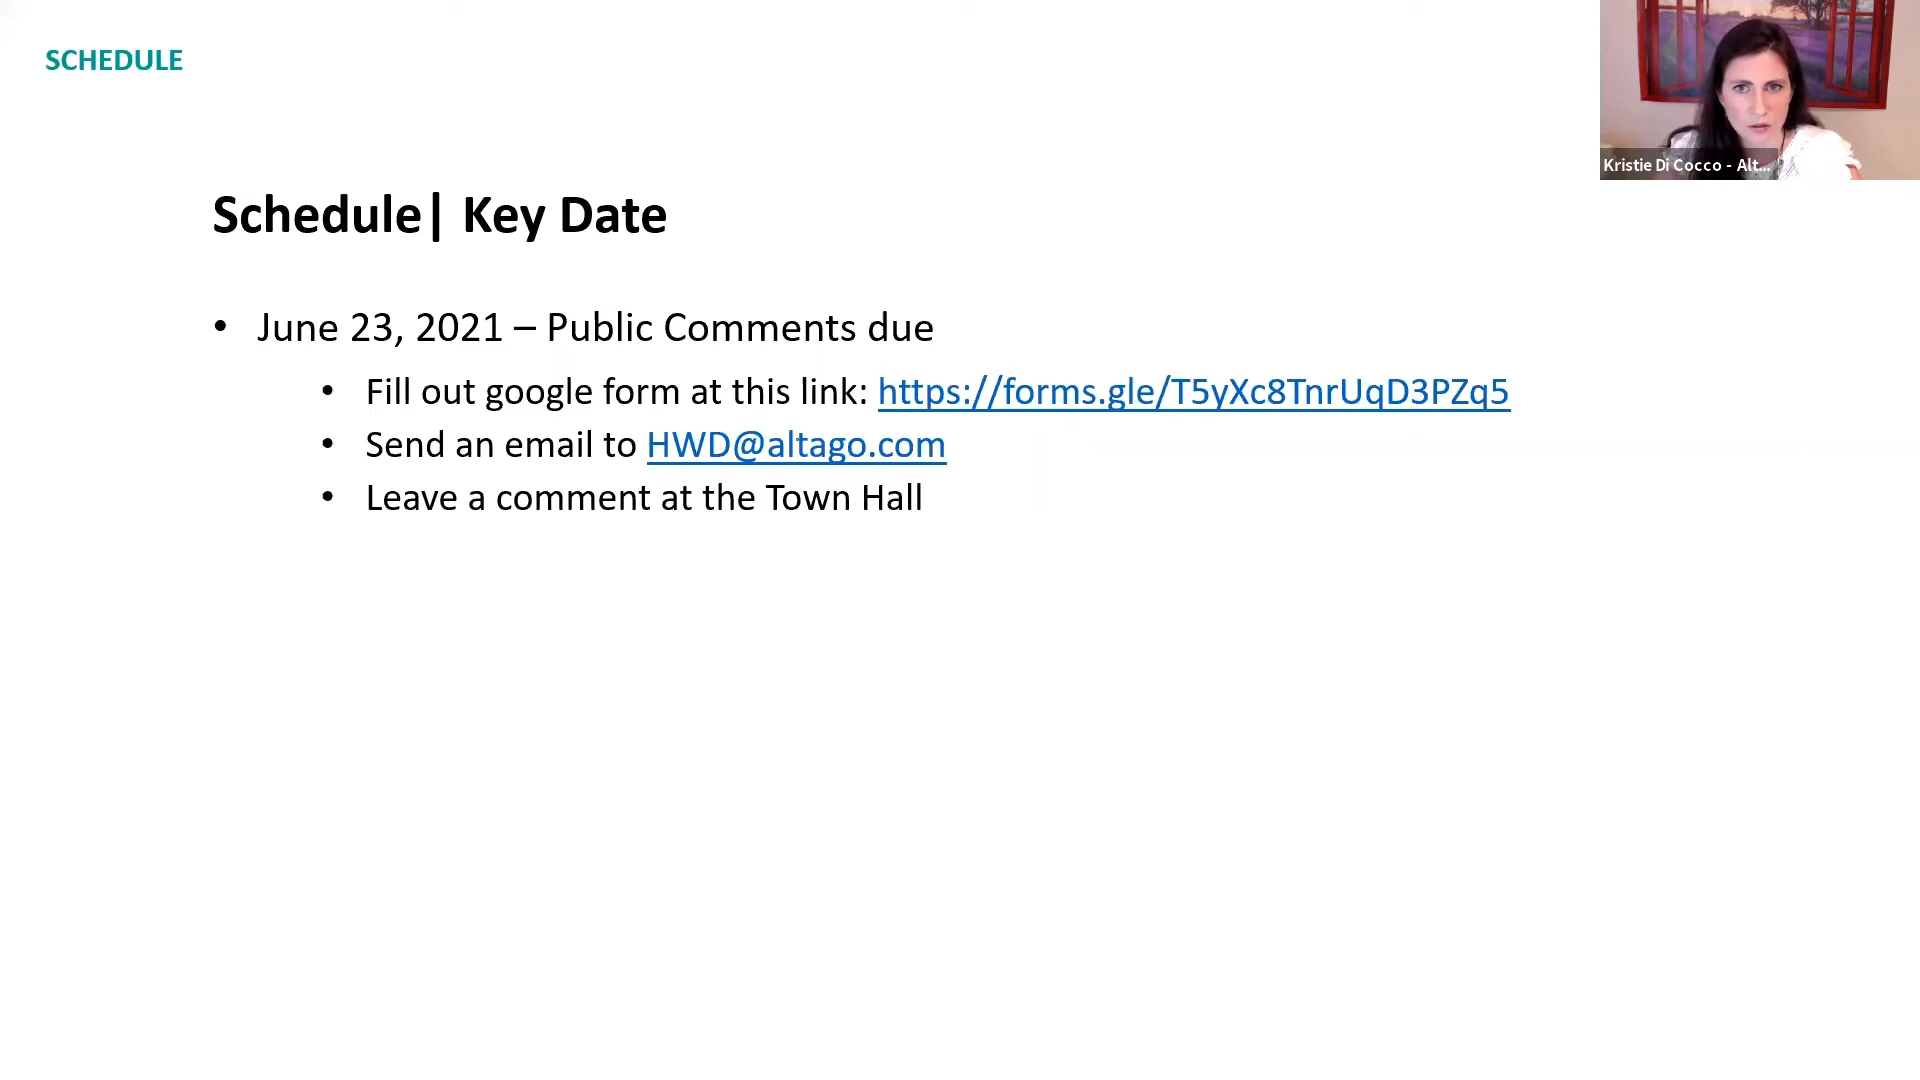 SCHEDULE
Kristie Di Cocco - Alt...
Schedule| Key Date
• June 23, 2021 – Public Comments due
• Fill out google form at this link: https://forms.gle/T5yXc8TnrUqD3PZq5
• Send an email to HWD@altago.com
• Leave a comment at the Town Hall